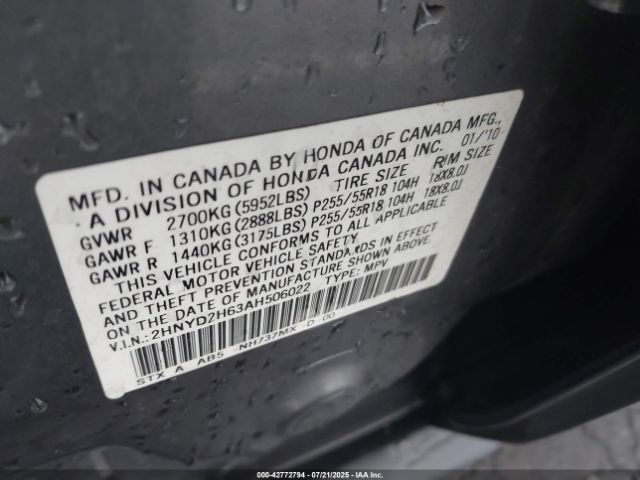 MFD. IN CANADA BY HONDA OF CANADA MFG.,
A DIVISION OF HONDA CANADA INC. 01/'10
TIRE SIZE RIM SIZE
GVWR 2700KG(5952LBS)
GAWR F 1310KG(2888LBS) P255/55R18 104H 18X8.0J
GAWR R 1440KG(3175LBS) P255/55R18 104H 18X8.0J
THIS VEHICLE CONFORMS TO ALL APPLICABLE
FEDERAL MOTOR VEHICLE SAFETY
AND THEFT PREVENTION STANDARDS IN EFFECT
ON THE DATE OF MANUFACTURE SHOWN ABOVE.
V.I.N.: 2HNYD2H63AH506022 TYPE: MPV
STX A AB5 NH737MX -D 00
000-42772794 - 07/21/2025 - IAA Inc.